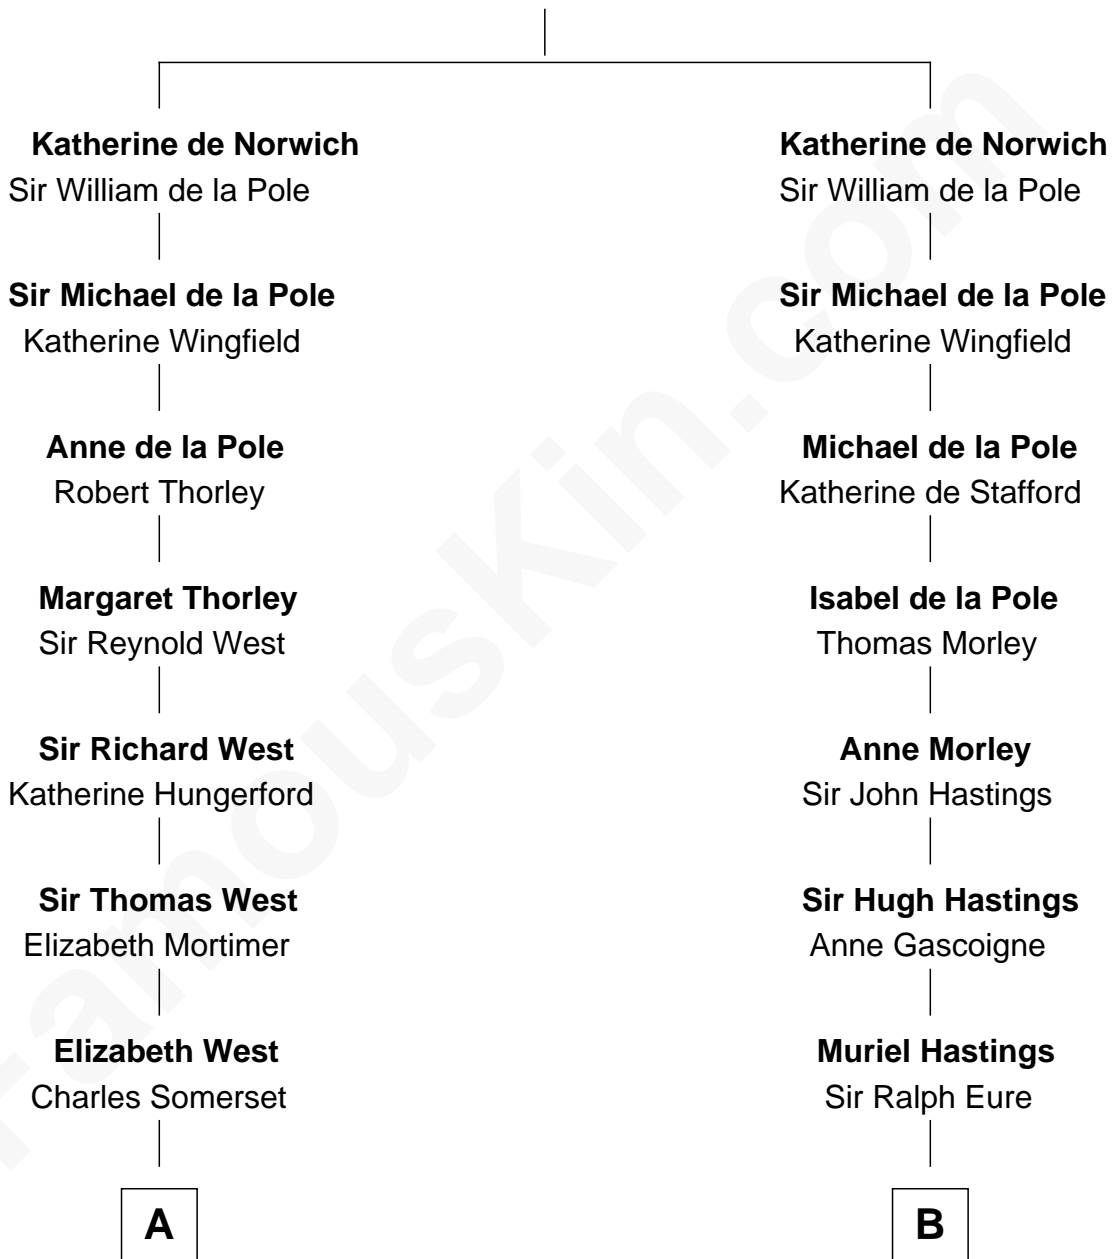 Katherine de Norwich Katherine de Norwich
Sir William de la Pole Sir William de la Pole
Sir Michael de la Pole Sir Michael de la Pole
Katherine Wingfield Katherine Wingfield
Anne de la Pole Michael de la Pole
Robert Thorley Katherine de Stafford
Margaret Thorley Isabel de la Pole
Sir Reynold West Thomas Morley
Sir Richard West Anne Morley
Katherine Hungerford Sir John Hastings
Sir Thomas West Sir Hugh Hastings
Elizabeth Mortimer Anne Gascoigne
Elizabeth West Muriel Hastings
Charles Somerset Sir Ralph Eure
A B
FamousKin.com